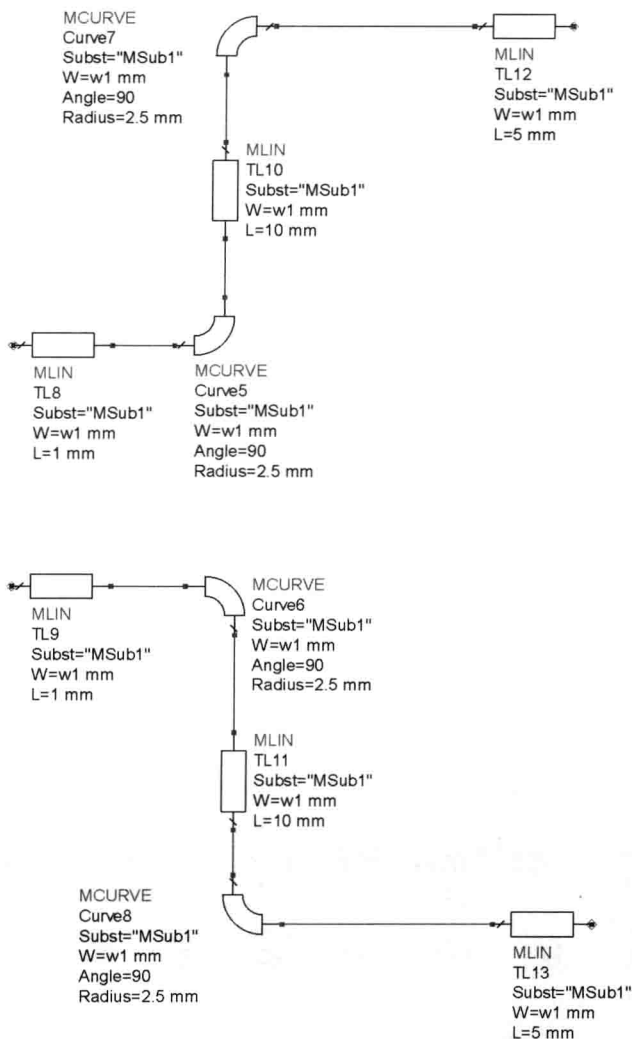 MCURVE
Curve7
Subst="MSub1"
W=w1 mm
Angle=90
Radius=2.5 mm
MLIN
TL12
Subst="MSub1"
W=w1 mm
L=5 mm
MLIN
TL10
Subst="MSub1"
W=w1 mm
L=10 mm
MLIN
TL8
Subst="MSub1"
W=w1 mm
L=1 mm
MCURVE
Curve5
Subst="MSub1"
W=w1 mm
Angle=90
Radius=2.5 mm
MLIN
TL9
Subst="MSub1"
W=w1 mm
L=1 mm
MCURVE
Curve6
Subst="MSub1"
W=w1 mm
Angle=90
Radius=2.5 mm
MLIN
TL11
Subst="MSub1"
W=w1 mm
L=10 mm
MCURVE
Curve8
Subst="MSub1"
W=w1 mm
Angle=90
Radius=2.5 mm
MLIN
TL13
Subst="MSub1"
W=w1 mm
L=5 mm